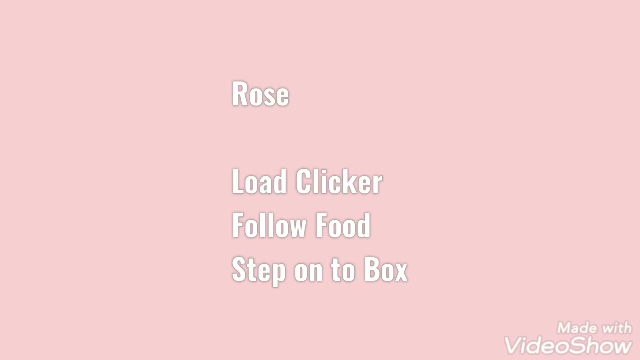 Rose
Load Clicker
Follow Food
Step on to Box
Made with
VideoShow